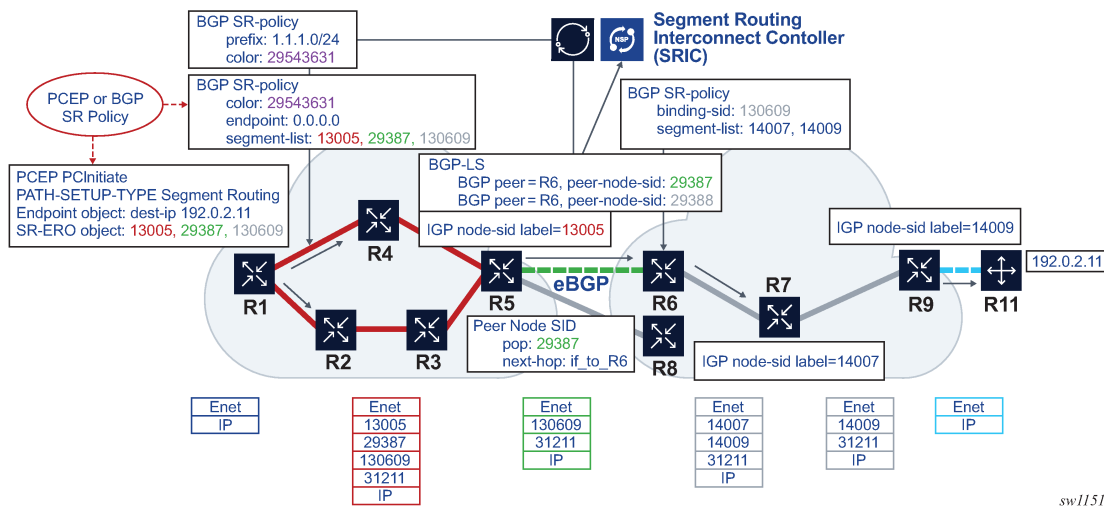 BGP SR-policy
prefix: 1.1.1.0/24
color: 29543631
NSP
Segment Routing
Interconnect Contoller
(SRIC)
PCEP or BGP
SR Policy
BGP SR-policy
color: 29543631
endpoint: 0.0.0.0
segment-list: 13005, 29387, 130609
BGP SR-policy
binding-sid: 130609
segment-list: 14007, 14009
PCEP PCInitiate
PATH-SETUP-TYPE Segment Routing
Endpoint object: dest-ip 192.0.2.11
SR-ERO object: 13005, 29387, 130609
BGP-LS
BGP peer=R6, peer-node-sid: 29387
BGP peer=R6, peer-node-sid: 29388
IGP node-sid label=13005
IGP node-sid label=14009
192.0.2.11
R1
R4
R5
eBGP
R6
R7
R9
R11
R2
R3
Peer Node SID
pop: 29387
next-hop: if_to_R6
R8
IGP node-sid label=14007
Enet
IP
Enet
13005
29387
130609
31211
IP
Enet
130609
31211
IP
Enet
14007
14009
31211
IP
Enet
14009
31211
IP
Enet
IP
sw1151